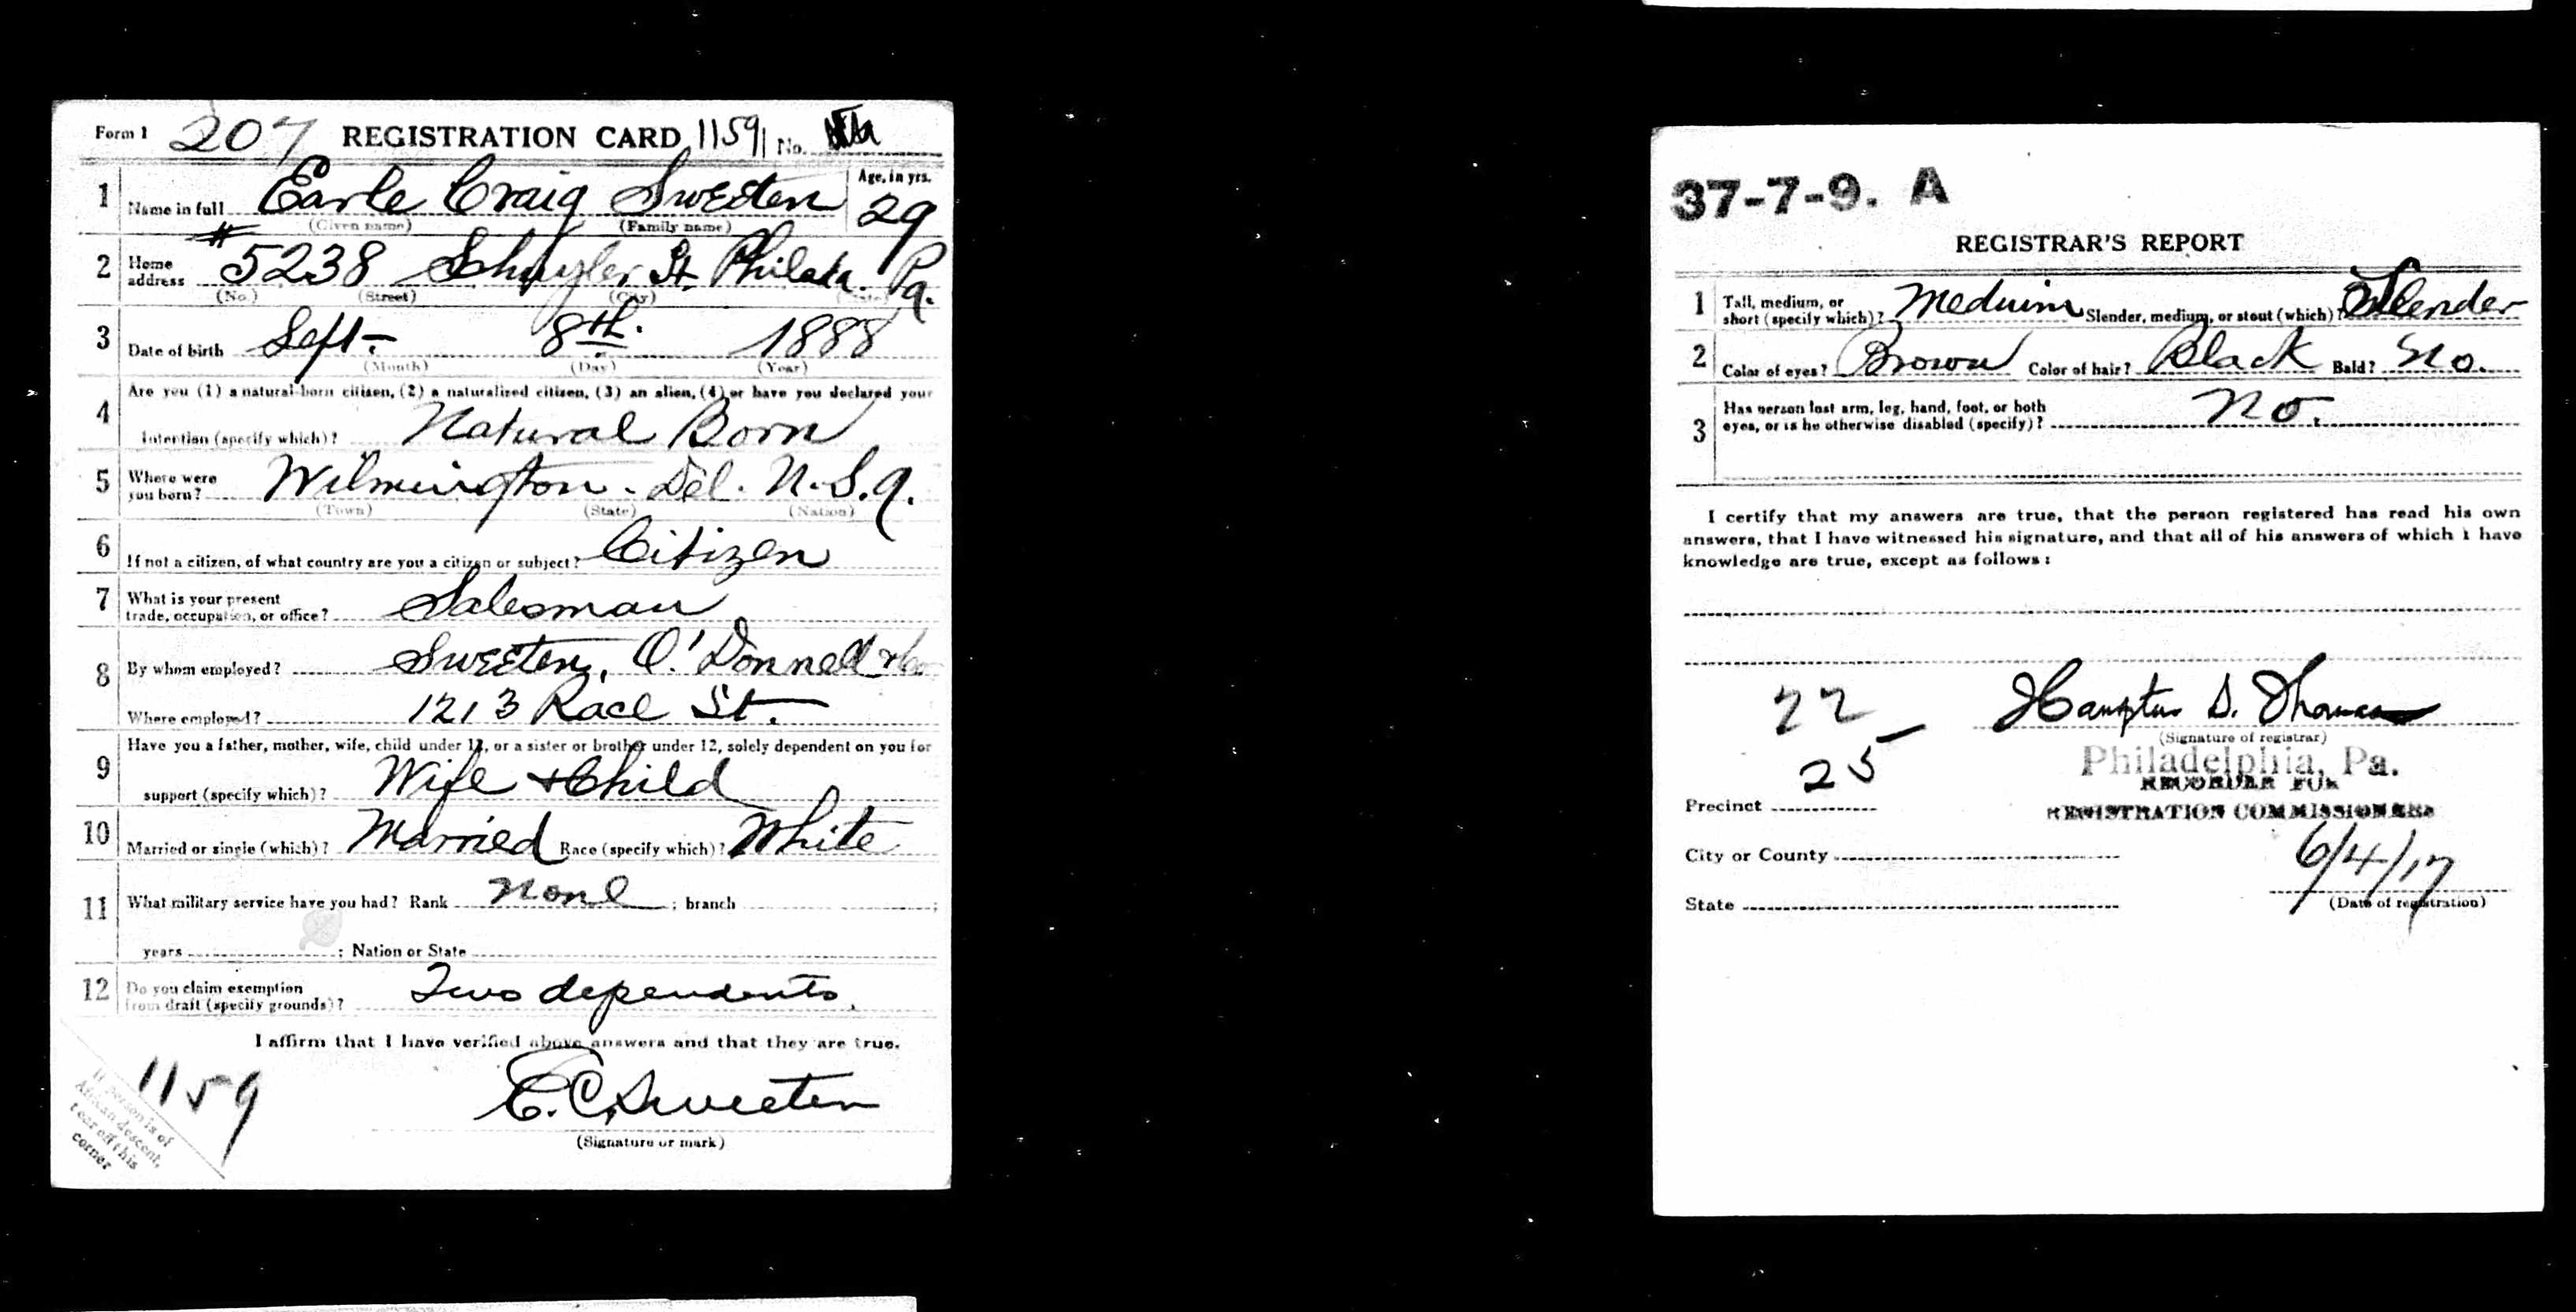 Form 1 207 REGISTRATION CARD 1159 No.
1 Name in full Earle Craig Sweeten Age, in yrs. 29
(Given name) (Family name)
2 Home address # 5238 Schuyler St. Philada. Pa.
(No.) (Street) (City) (State)
3 Date of birth Sept. 8th. 1888
(Month) (Day) (Year)
4 Are you (1) a natural-born citizen, (2) a naturalized citizen, (3) an alien, (4) or have you declared your
intention (specify which)? Natural Born
5 Where were you born? Wilmington - Del. U.S.A.
(Town) (State) (Nation)
6 If not a citizen, of what country are you a citizen or subject? Citizen
7 What is your present
trade, occupation, or office? Salesman
8 By whom employed? Sweeten, O'Donnell & Co
Where employed? 1213 Race St.
9 Have you a father, mother, wife, child under 12, or a sister or brother under 12, solely dependent on you for
support (specify which)? Wife & Child
10 Married or single (which)? Married Race (specify which)? White
11 What military service have you had? Rank None ; branch ;
years ; Nation or State
12 Do you claim exemption
from draft (specify grounds)? Two dependents.
I affirm that I have verified above answers and that they are true.
1159
E. C. Sweeten
(Signature or mark)
If person is of
African descent,
tear off this
corner
37-7-9. A
REGISTRAR'S REPORT
1 Tall, medium, or
short (specify which)? Meduim Slender, medium, or stout (which)? Slender
2 Color of eyes? Brown Color of hair? Black Bald? No.
3 Has person lost arm, leg, hand, foot, or both
eyes, or is he otherwise disabled (specify)? No.
I certify that my answers are true, that the person registered has read his own
answers, that I have witnessed his signature, and that all of his answers of which I have
knowledge are true, except as follows:
22
Hampton S. Thomas
(Signature of registrar)
25
Philadelphia, Pa.
RECORDER FOR
REGISTRATION COMMISSIONERS
Precinct
City or County
6/4/17
State
(Date of registration)